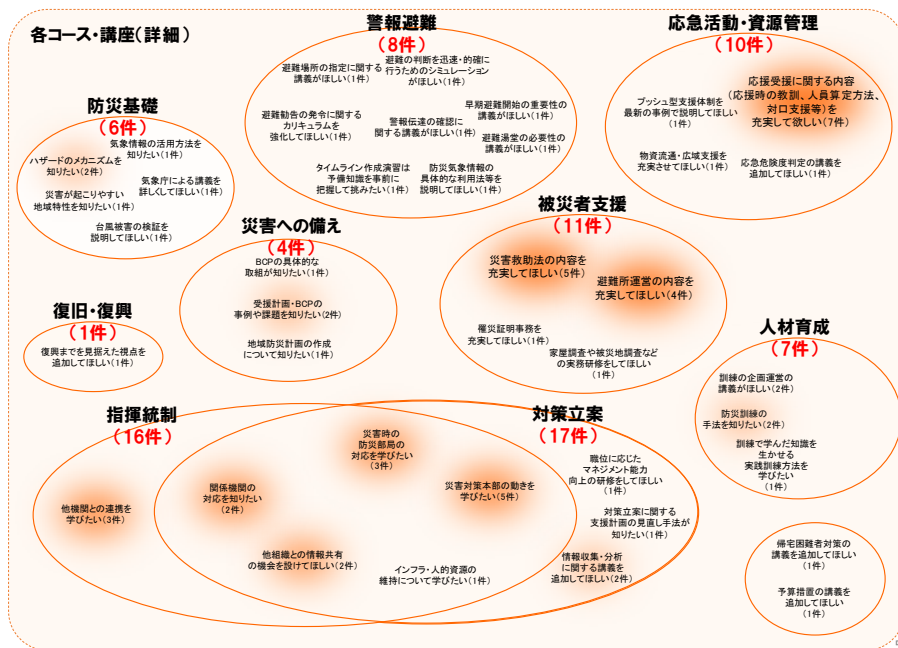 各コース・講座（詳細）
警報避難
（8件）
避難場所の指定に関する
講義がほしい（1件）
避難の判断を迅速・的確に
行うためのシミュレーション
がほしい（1件）
避難勧告の発令に関する
カリキュラムを
強化してほしい（1件）
警報伝達の確認に
関する講義がほしい（1件）
早期避難開始の重要性の
講義がほしい（1件）
避難湯堂の必要性の
講義がほしい（1件）
タイムライン作成演習は
予備知識を事前に
把握して挑みたい（1件）
防災気象情報の
具体的な利用法等を
説明してほしい（1件）
応急活動・資源管理
（10件）
プッシュ型支援体制を
最新の事例で説明してほしい
（1件）
応援受援に関する内容
（応援時の教訓、人員算定方法、
対口支援等）を
充実して欲しい（7件）
物資流通・広域支援を
充実させてほしい（1件）
応急危険度判定の講義を
追加してほしい（1件）
防災基礎
（6件）
気象情報の活用方法を
知りたい（1件）
ハザードのメカニズムを
知りたい（2件）
気象庁による講義を
詳しくしてほしい（1件）
災害が起こりやすい
地域特性を知りたい（1件）
台風被害の検証を
説明してほしい（1件）
災害への備え
（4件）
BCPの具体的な
取組が知りたい（1件）
受援計画・BCPの
事例や課題を知りたい（2件）
地域防災計画の作成
について知りたい（1件）
被災者支援
（11件）
災害救助法の内容を
充実してほしい（5件）
避難所運営の内容を
充実してほしい（4件）
罹災証明事務を
充実してほしい（1件）
家屋調査や被災地調査など
の実務研修をしてほしい
（1件）
復旧・復興
（1件）
復興までを見据えた視点を
追加してほしい（1件）
人材育成
（7件）
訓練の企画運営の
講義がほしい（2件）
防災訓練の
手法を知りたい（2件）
訓練で学んだ知識を
生かせる
実践訓練方法を
学びたい
（1件）
指揮統制
（16件）
対策立案
（17件）
他機関との連携を
学びたい（3件）
関係機関の
対応を知りたい
（2件）
災害時の
防災部局の
対応を学びたい
（3件）
災害対策本部の動きを
学びたい（5件）
他組織との情報共有
の機会を設けてほしい（2件）
インフラ・人的資源の
維持について学びたい（1件）
職位に応じた
マネジメント能力
向上の研修をしてほしい
（1件）
対策立案に関する
支援計画の見直し手法が
知りたい（1件）
情報収集・分析
に関する講義を
追加してほしい（2件）
帰宅困難者対策の
講義を追加してほしい
（1件）
予算措置の講義を
追加してほしい
（1件）